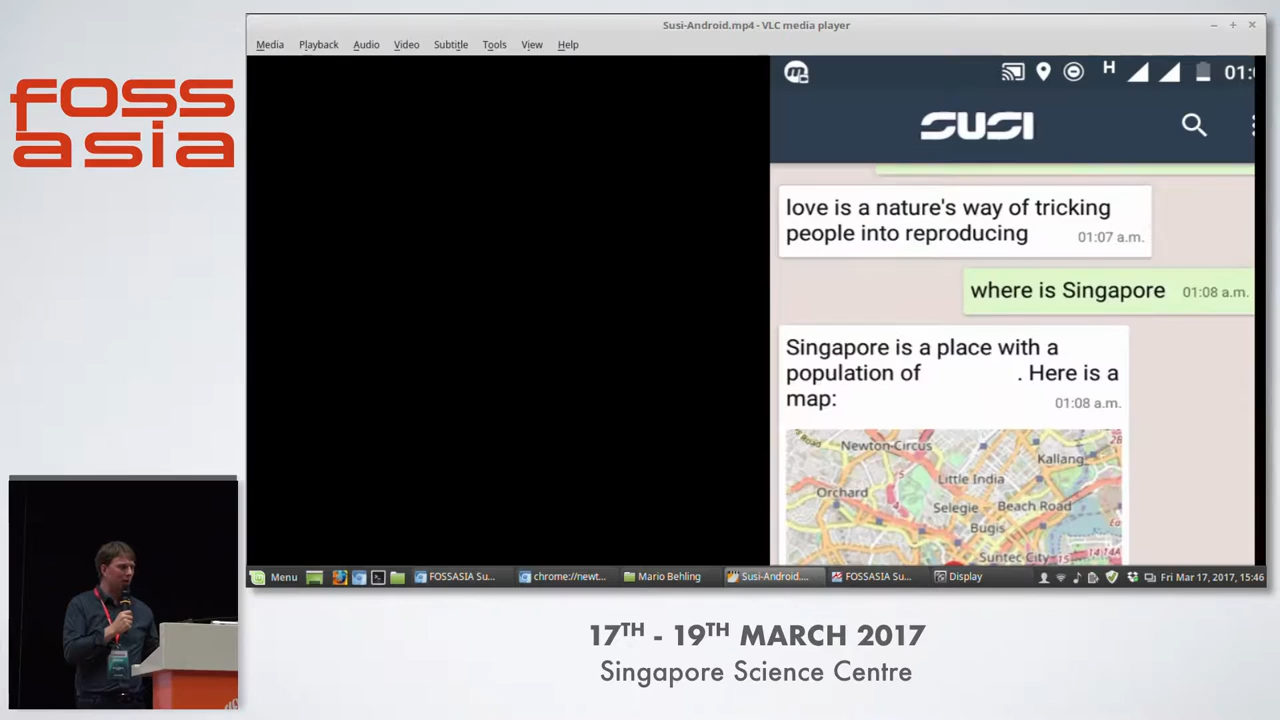 foss
asia
Susi-Android.mp4 - VLC media player
Media Playback Audio Video Subtitle Tools View Help
H
01:0
SUSI
love is a nature's way of tricking
people into reproducing 01:07 a.m.
where is Singapore 01:08 a.m.
Singapore is a place with a
population of . Here is a
map: 01:08 a.m.
Road
Newton-Circus
Kallang
Little India
Orchard
Selegie
Beach Road
Bugis
Suntec City
Menu FOSSASIA Su... chrome://newt... Mario Behling Susi-Android.... FOSSASIA Su... Display Fri Mar 17, 2017, 15:46
17TH - 19TH MARCH 2017
Singapore Science Centre